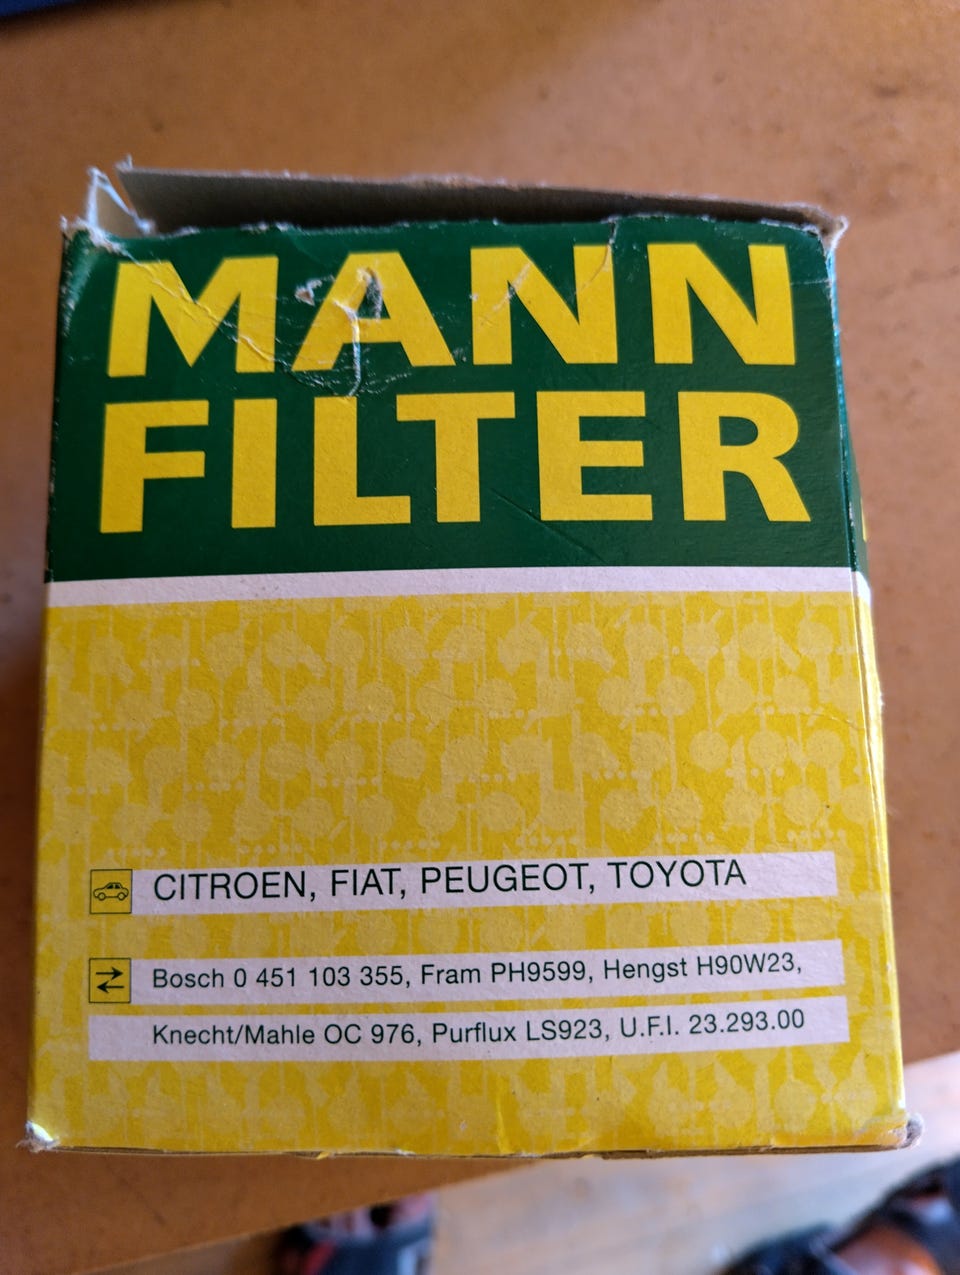 MANN
FILTER
CITROEN, FIAT, PEUGEOT, TOYOTA
Bosch 0 451 103 355, Fram PH9599, Hengst H90W23,
Knecht/Mahle OC 976, Purflux LS923, U.F.I. 23.293.00